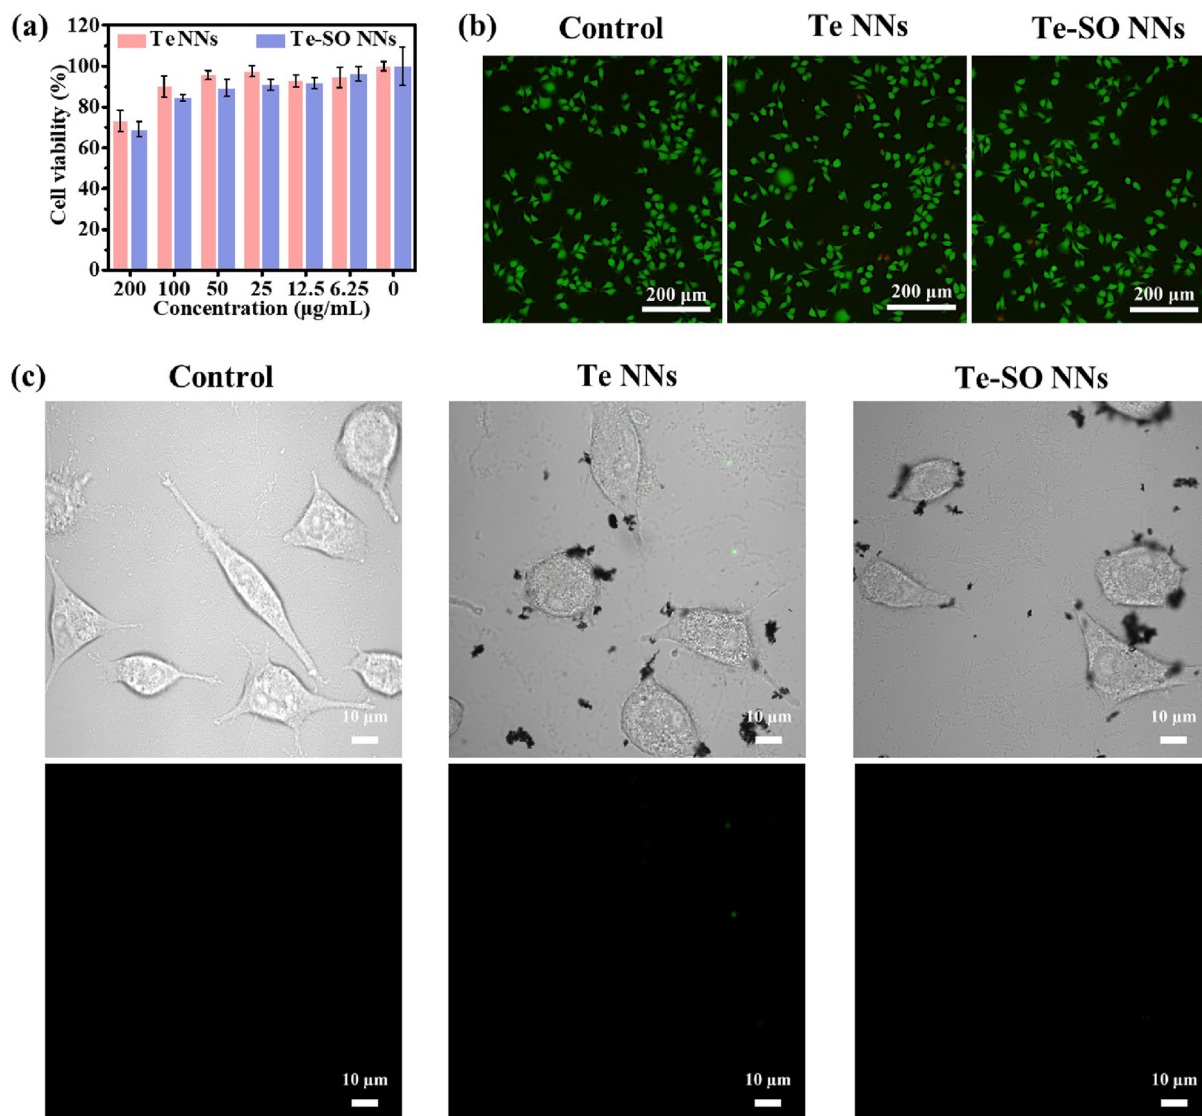 (a)
120
100
80
60
40
20
0
Cell viability (%)
Te NNs
Te-SO NNs
200 100 50 25 12.5 6.25 0
Concentration (µg/mL)
(b)
Control
Te NNs
Te-SO NNs
200 µm
200 µm
200 µm
(c)
Control
Te NNs
Te-SO NNs
10 µm
10 µm
10 µm
10 µm
10 µm
10 µm